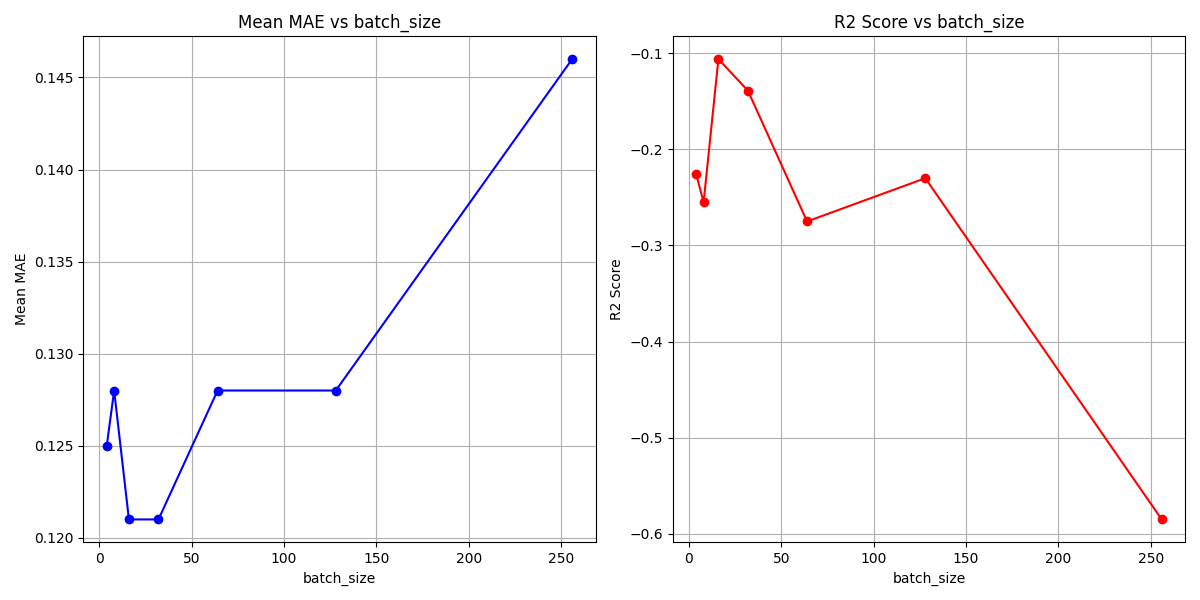 Mean MAE vs batch_size
0.145
0.140
0.135
0.130
0.125
0.120
Mean MAE
0 50 100 150 200 250
batch_size
R2 Score vs batch_size
−0.1
−0.2
−0.3
−0.4
−0.5
−0.6
R2 Score
0 50 100 150 200 250
batch_size